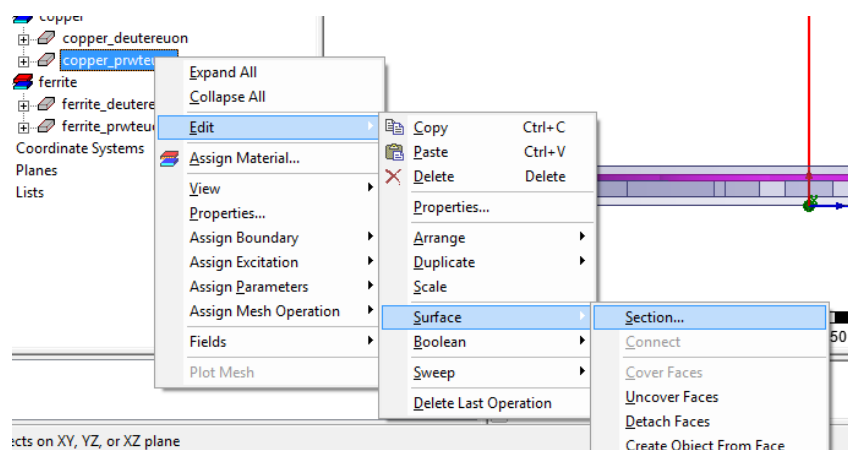 copper
copper_deutereuon
copper_prwteu
ferrite
ferrite_deutere
ferrite_prwteu
Coordinate Systems
Planes
Lists
Expand All
Collapse All
Edit
Assign Material...
View
Properties...
Assign Boundary
Assign Excitation
Assign Parameters
Assign Mesh Operation
Fields
Plot Mesh
Copy Ctrl+C
Paste Ctrl+V
Delete Delete
Properties...
Arrange
Duplicate
Scale
Surface
Boolean
Sweep
Delete Last Operation
Section...
Connect
Cover Faces
Uncover Faces
Detach Faces
Create Object From Face
50
ects on XY, YZ, or XZ plane